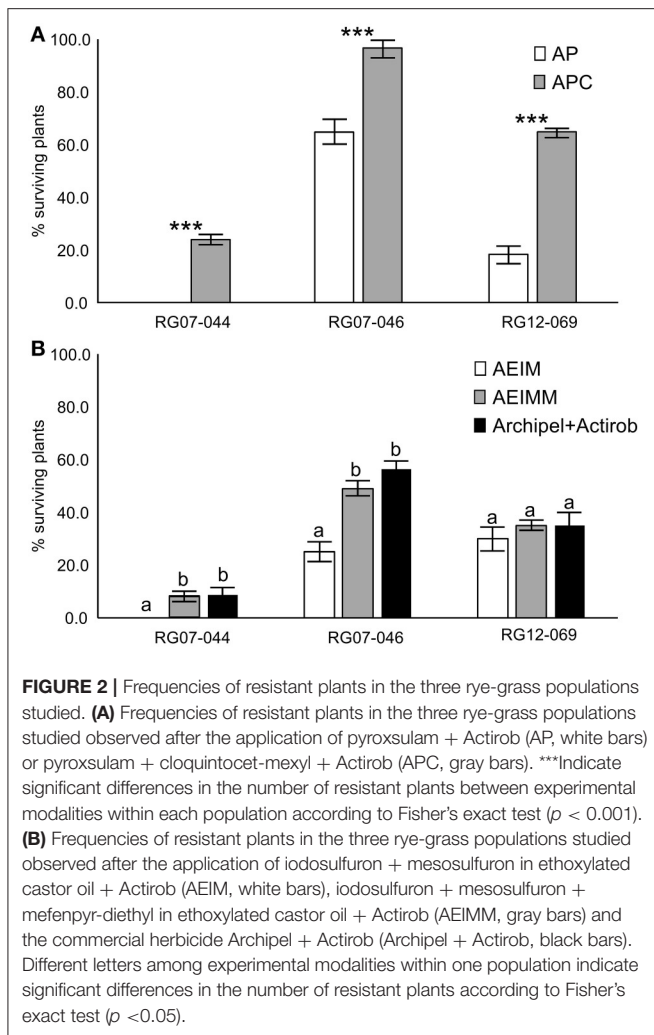 A
100.0
80.0
60.0
40.0
20.0
0.0
% surviving plants
***
***
***
AP
APC
RG07-044
RG07-046
RG12-069
B
100.0
80.0
60.0
40.0
20.0
0.0
% surviving plants
AEIM
AEIMM
Archipel+Actirob
a
b
b
a
b
b
a
a
a
RG07-044
RG07-046
RG12-069
FIGURE 2 | Frequencies of resistant plants in the three rye-grass populations
studied. (A) Frequencies of resistant plants in the three rye-grass populations
studied observed after the application of pyroxsulam + Actirob (AP, white bars)
or pyroxsulam + cloquintocet-mexyl + Actirob (APC, gray bars). ***Indicate
significant differences in the number of resistant plants between experimental
modalities within each population according to Fisher's exact test (p < 0.001).
(B) Frequencies of resistant plants in the three rye-grass populations studied
observed after the application of iodosulfuron + mesosulfuron in ethoxylated
castor oil + Actirob (AEIM, white bars), iodosulfuron + mesosulfuron +
mefenpyr-diethyl in ethoxylated castor oil + Actirob (AEIMM, gray bars) and
the commercial herbicide Archipel + Actirob (Archipel + Actirob, black bars).
Different letters among experimental modalities within one population indicate
significant differences in the number of resistant plants according to Fisher's
exact test (p <0.05).